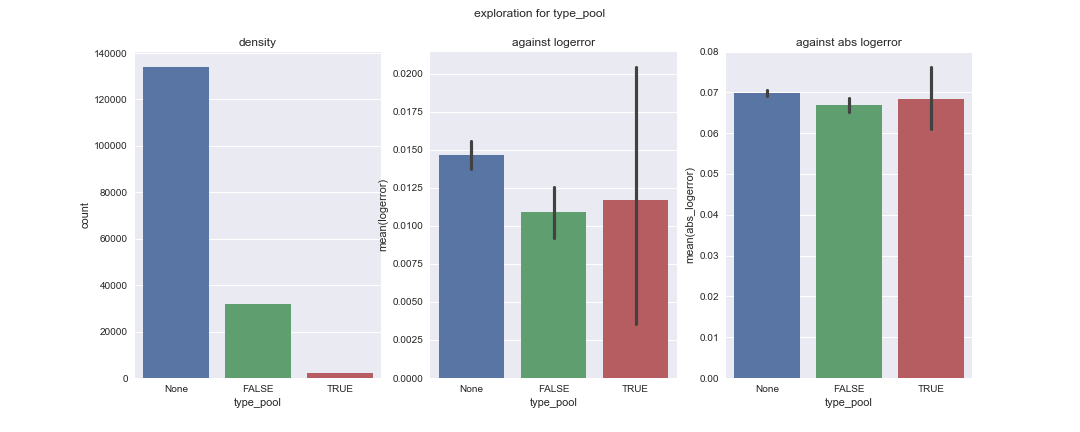 exploration for type_pool
density
140000
120000
100000
80000
60000
40000
20000
0
count
None FALSE TRUE
type_pool
against logerror
0.0200
0.0175
0.0150
0.0125
0.0100
0.0075
0.0050
0.0025
0.0000
mean(logerror)
None FALSE TRUE
type_pool
against abs logerror
0.08
0.07
0.06
0.05
0.04
0.03
0.02
0.01
0.00
mean(abs_logerror)
None FALSE TRUE
type_pool